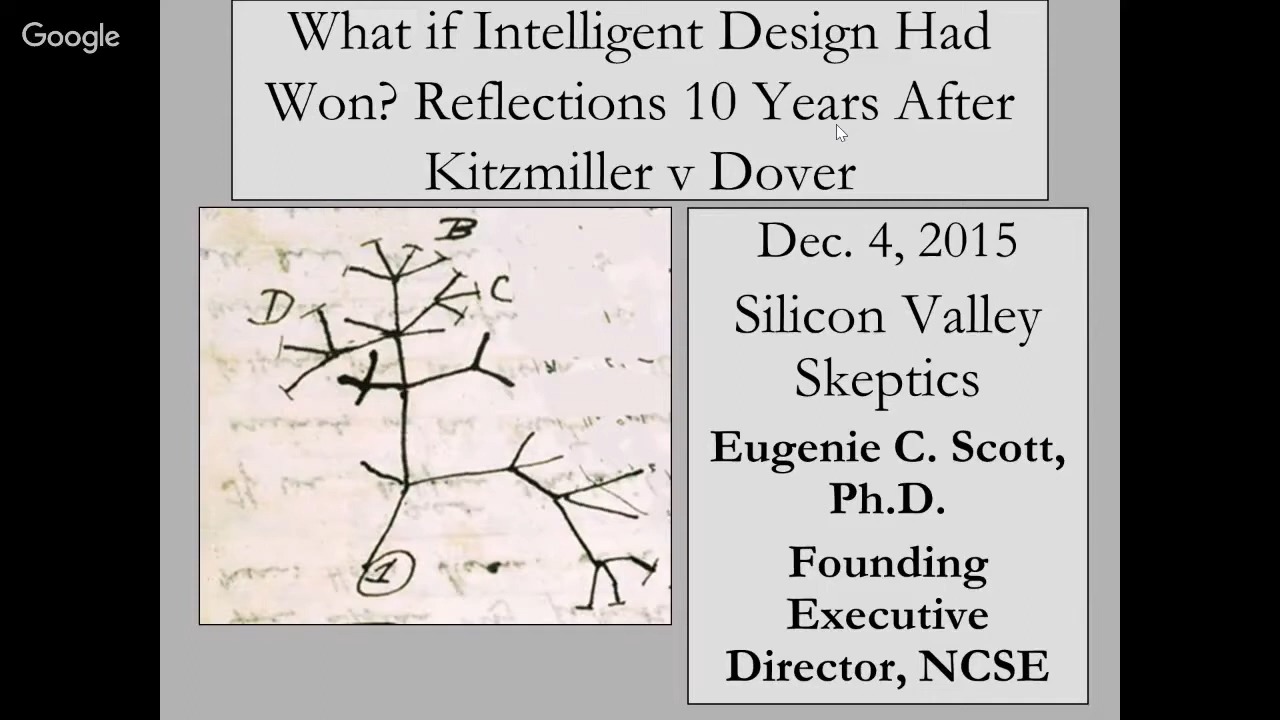 Google
What if Intelligent Design Had
Won? Reflections 10 Years After
Kitzmiller v Dover
B
C
D
1
Dec. 4, 2015
Silicon Valley
Skeptics
Eugenie C. Scott,
Ph.D.
Founding
Executive
Director, NCSE